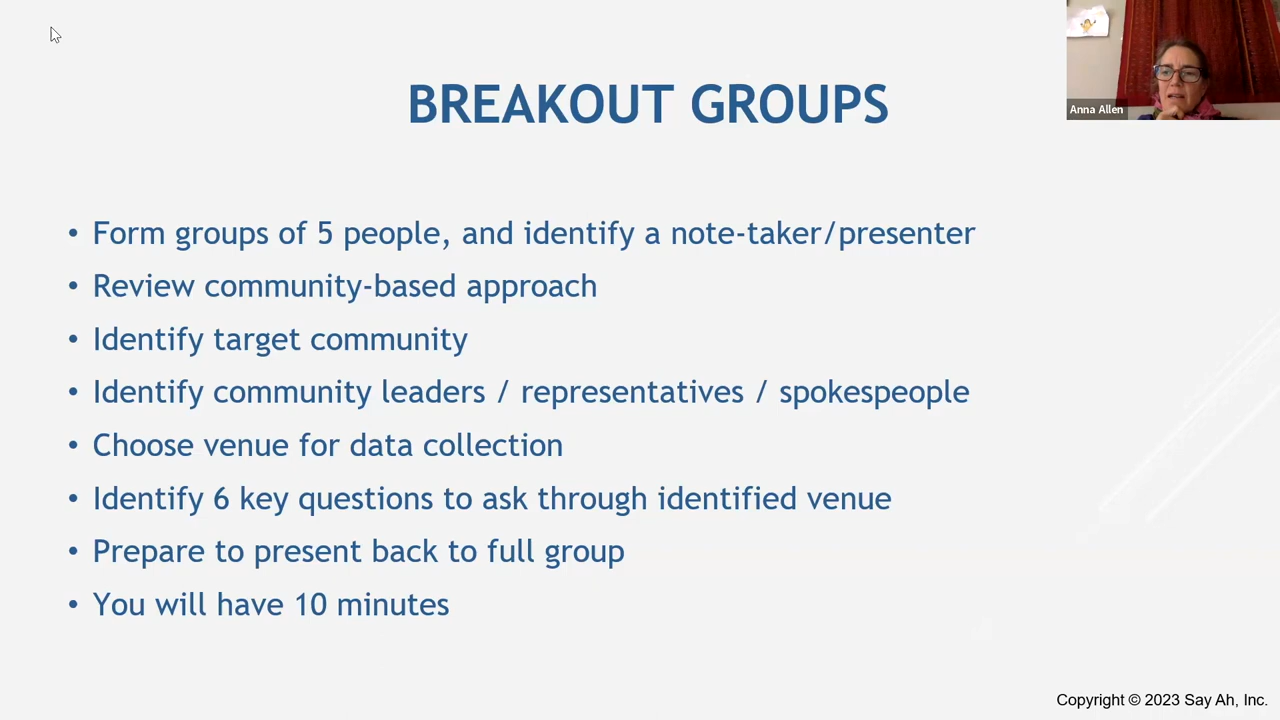 BREAKOUT GROUPS
Anna Allen
• Form groups of 5 people, and identify a note-taker/presenter
• Review community-based approach
• Identify target community
• Identify community leaders / representatives / spokespeople
• Choose venue for data collection
• Identify 6 key questions to ask through identified venue
• Prepare to present back to full group
• You will have 10 minutes
Copyright © 2023 Say Ah, Inc.